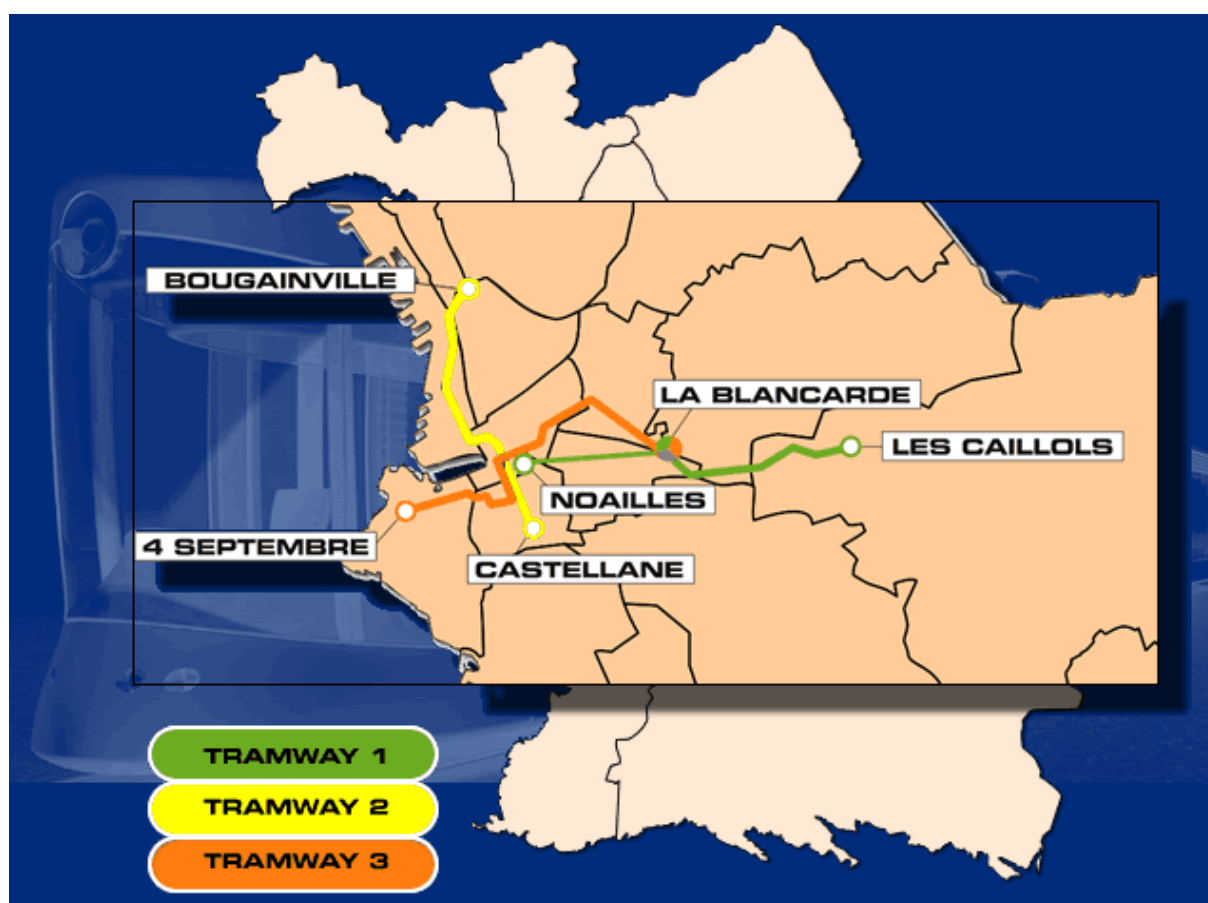 BOUGAINVILLE
LA BLANCARDE
LES CAILLOLS
NOAILLES
4 SEPTEMBRE
CASTELLANE
TRAMWAY 1
TRAMWAY 2
TRAMWAY 3